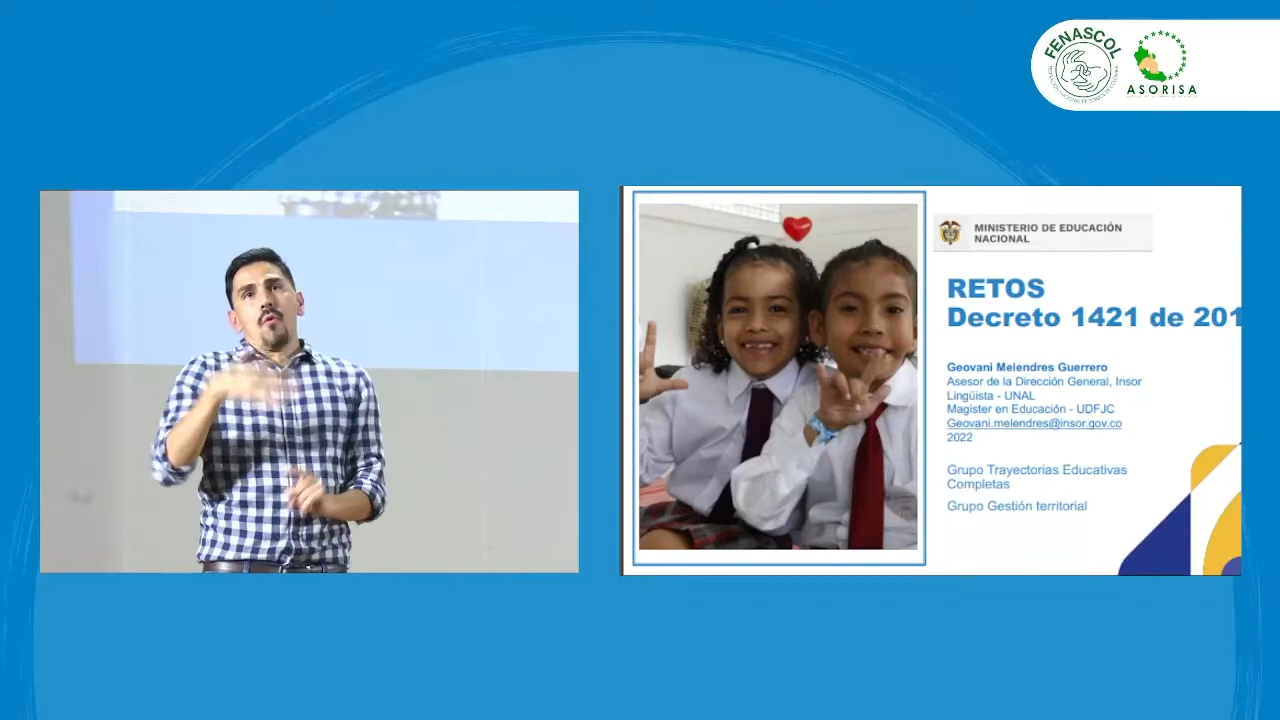 FENASCOL
ASORISA
MINISTERIO DE EDUCACIÓN
NACIONAL
RETOS
Decreto 1421 de 201
Geovani Melendres Guerrero
Asesor de la Dirección General, Insor
Lingüista - UNAL
Magister en Educación - UDFJC
Geovani.melendres@insor.gov.co
2022
Grupo Trayectorias Educativas
Completas
Grupo Gestión territorial